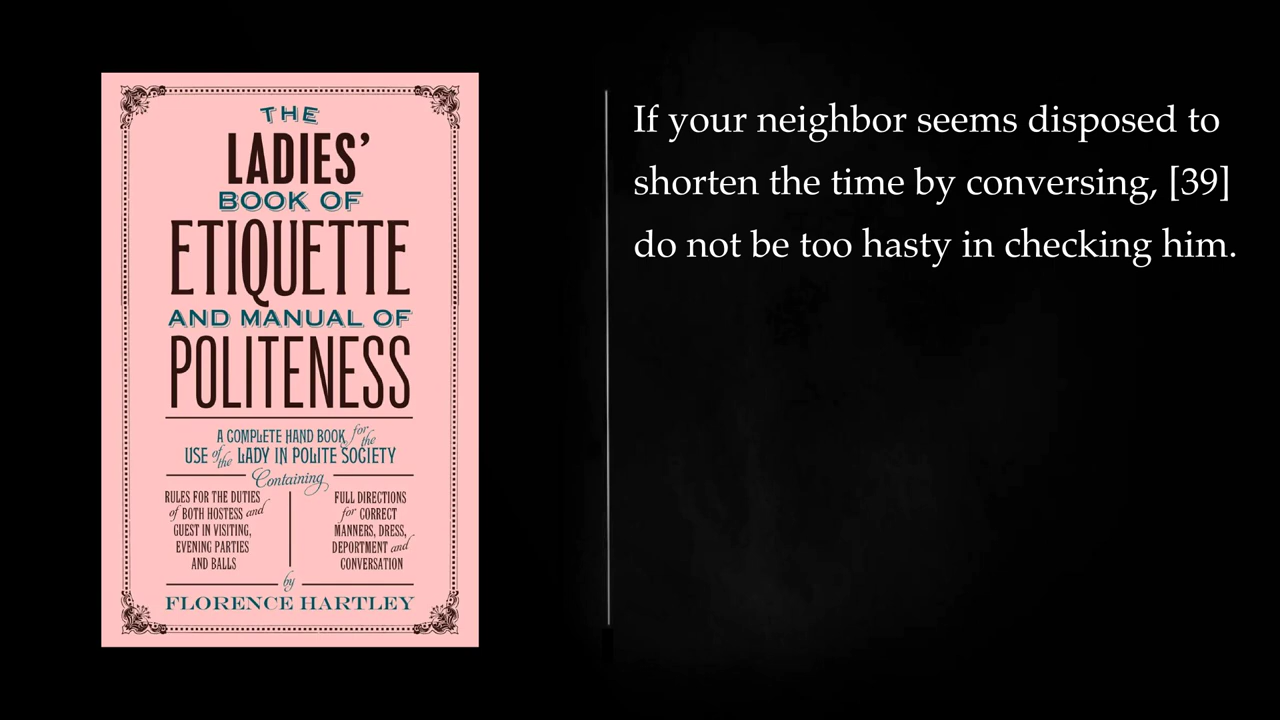 THE
LADIES’
BOOK OF
ETIQUETTE
AND MANUAL OF
POLITENESS
A COMPLETE HAND BOOK for the
USE of the LADY IN POLITE SOCIETY
Containing
RULES FOR THE DUTIES
of BOTH HOSTESS and
GUEST IN VISITING,
EVENING PARTIES
AND BALLS
FULL DIRECTIONS
for CORRECT
MANNERS, DRESS,
DEPORTMENT and
CONVERSATION
by
FLORENCE HARTLEY
If your neighbor seems disposed to
shorten the time by conversing, [39]
do not be too hasty in checking him.